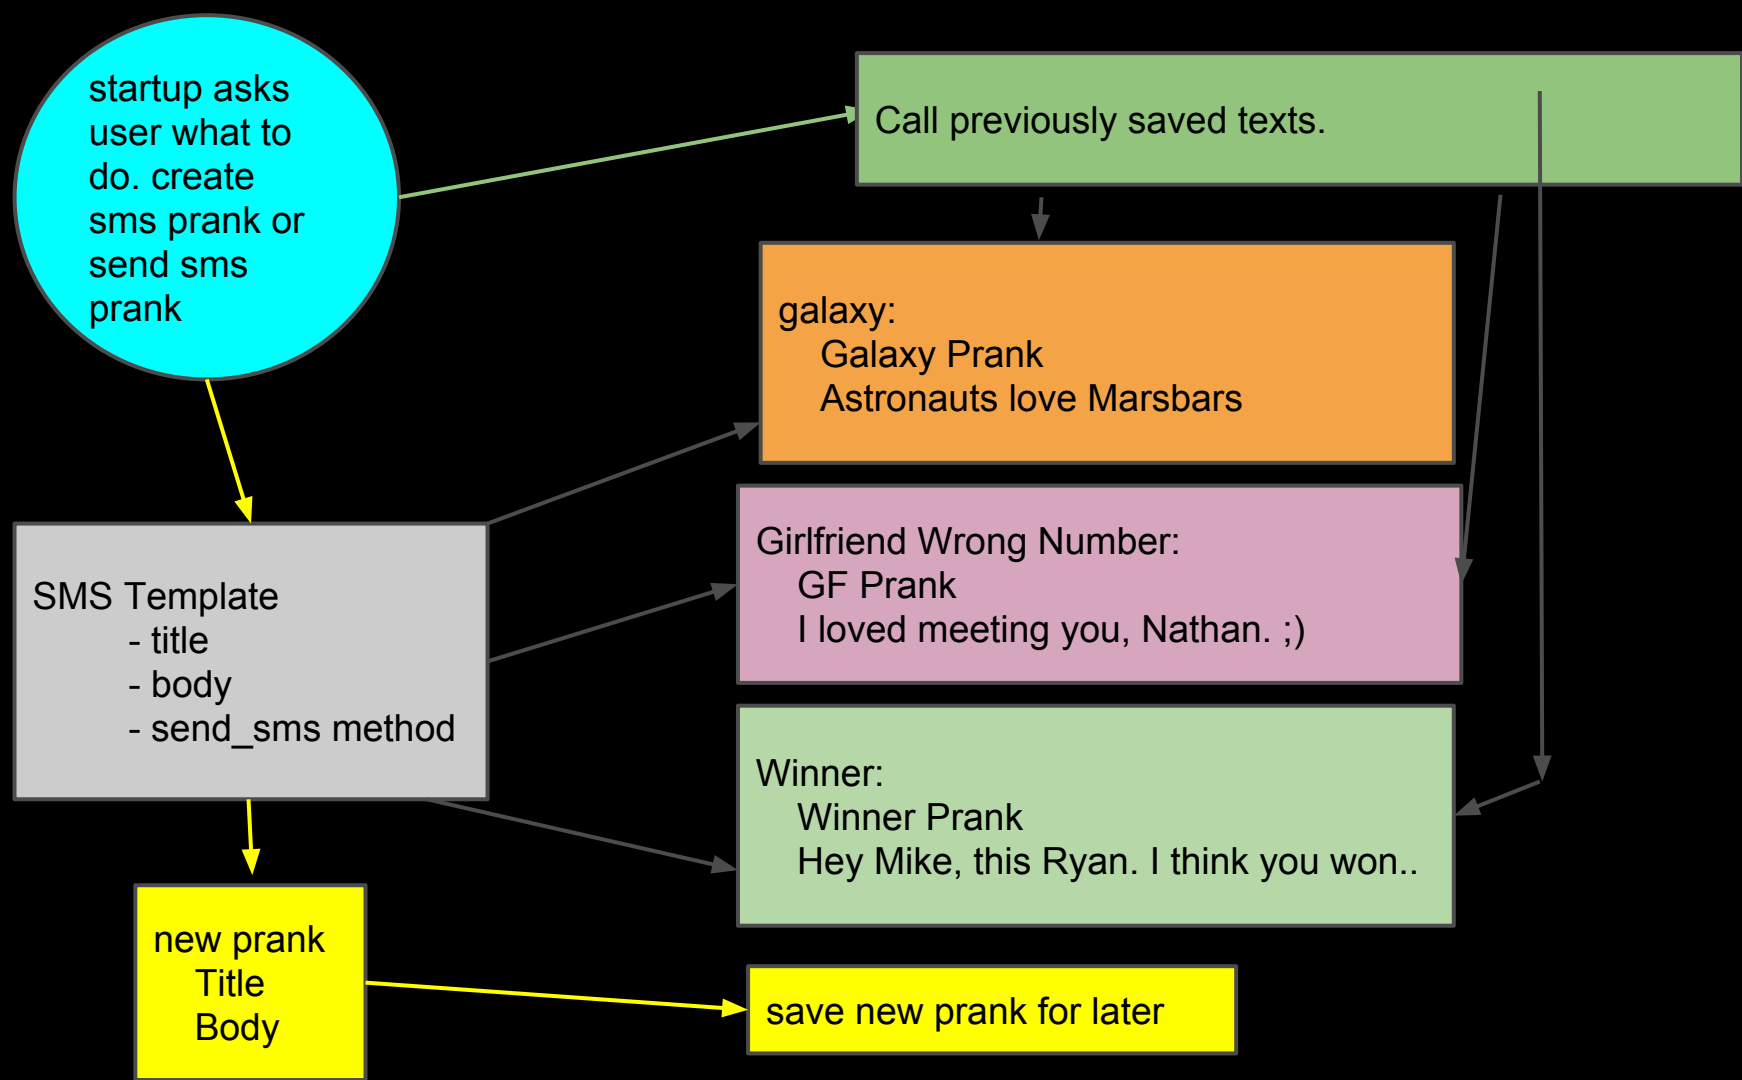 startup asks
user what to
do. create
sms prank or
send sms
prank
Call previously saved texts.
galaxy:
Galaxy Prank
Astronauts love Marsbars
SMS Template
- title
- body
- send_sms method
Girlfriend Wrong Number:
GF Prank
I loved meeting you, Nathan. ;)
Winner:
Winner Prank
Hey Mike, this Ryan. I think you won..
new prank
Title
Body
save new prank for later